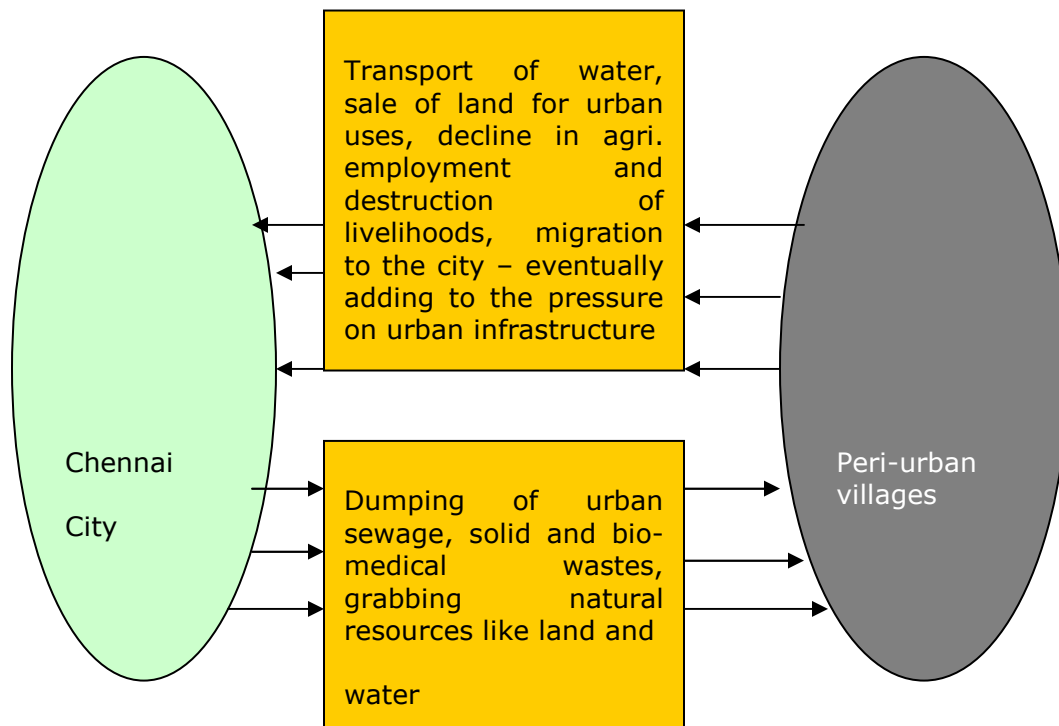 Transport of water,
sale of land for urban
uses, decline in agri.
employment and
destruction of
livelihoods, migration
to the city – eventually
adding to the pressure
on urban infrastructure
Chennai
City
Peri-urban
villages
Dumping of urban
sewage, solid and bio-
medical wastes,
grabbing natural
resources like land and
water